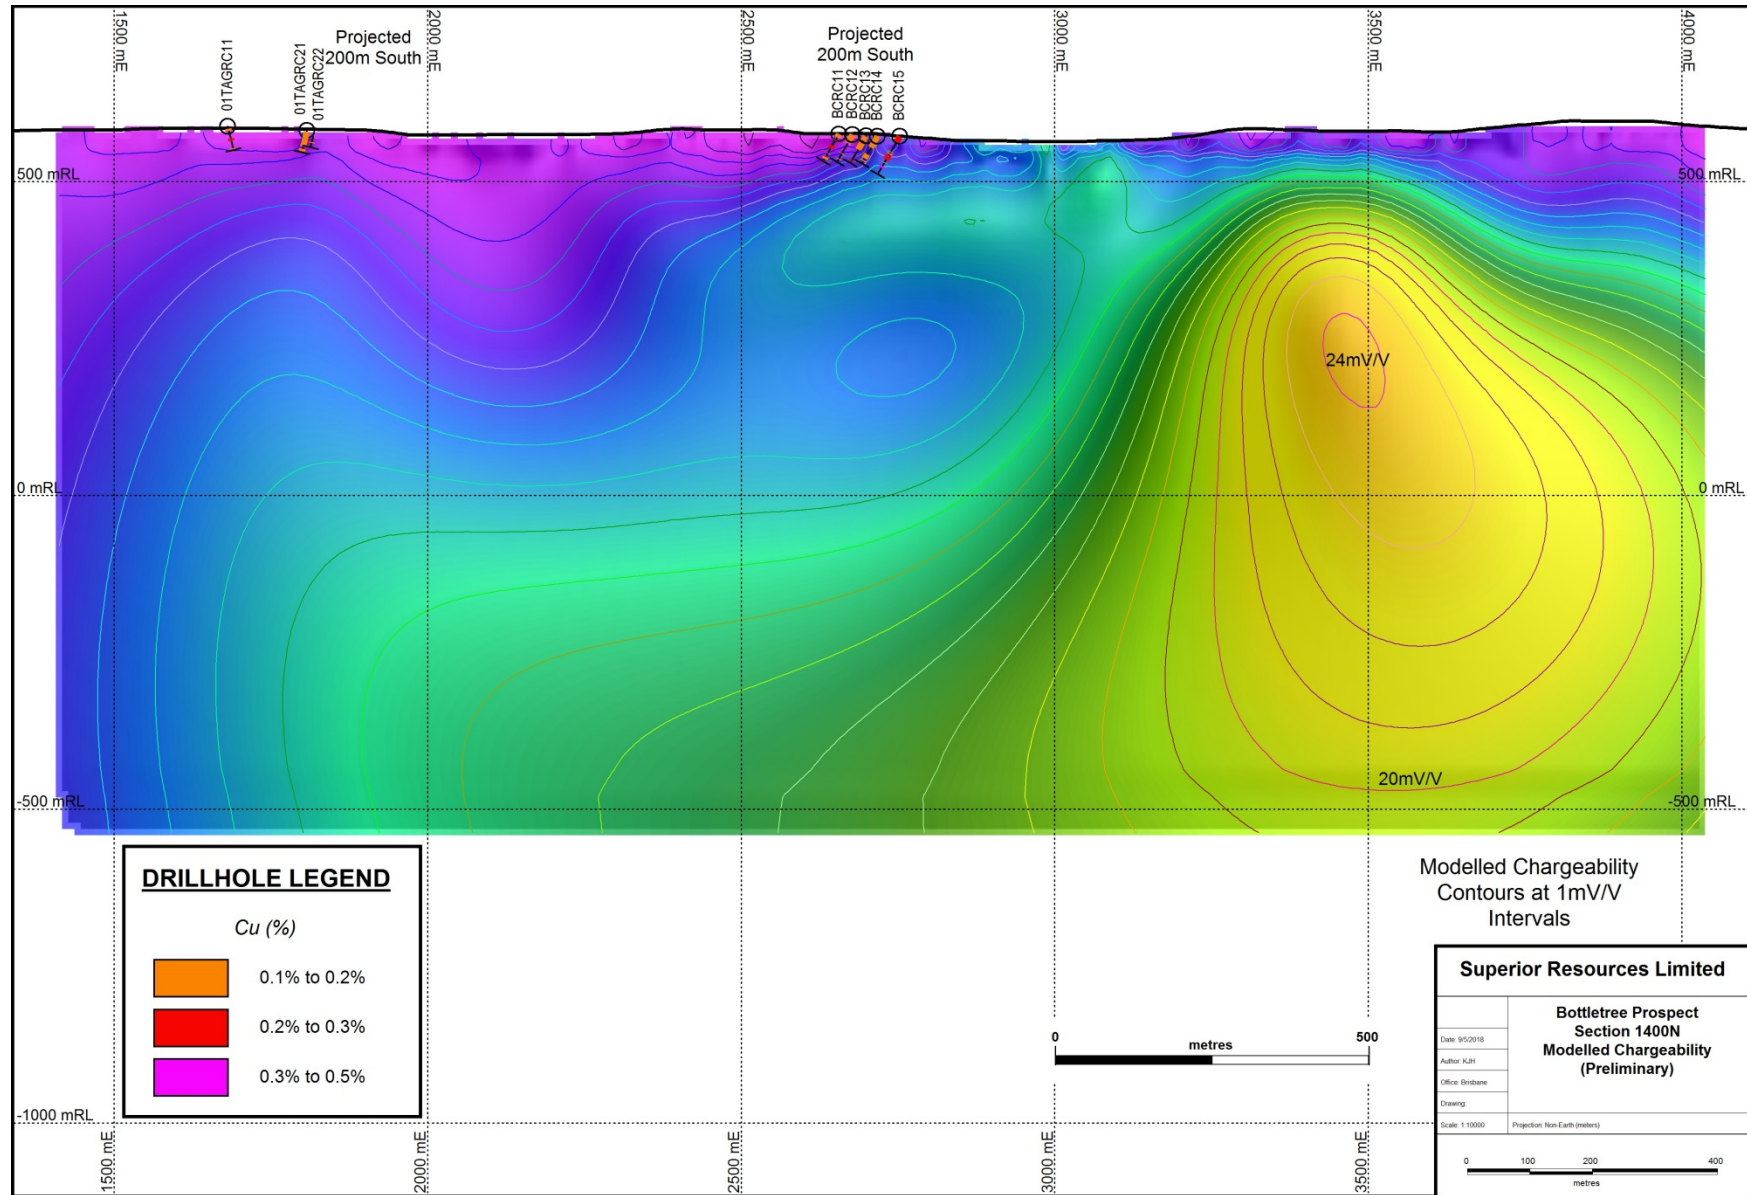 1500 mE
2000 mE
2500 mE
3000 mE
3500 mE
4000 mE
01TAGRC11
01TAGRC21
01TAGRC22
Projected
200m South
Projected
200m South
BCRC11
BCRC12
BCRC13
BCRC14
BCRC15
500 mRL
500 mRL
24mV/V
0 mRL
0 mRL
20mV/V
-500 mRL
-500 mRL
DRILLHOLE LEGEND
Cu (%)
0.1% to 0.2%
0.2% to 0.3%
0.3% to 0.5%
Modelled Chargeability
Contours at 1mV/V
Intervals
0 metres 500
-1000 mRL
1500 mE
2000 mE
2500 mE
3000 mE
3500 mE
Superior Resources Limited
Bottletree Prospect
Section 1400N
Modelled Chargeability
(Preliminary)
Date: 9/5/2018
Author: KJH
Office: Brisbane
Drawing:
Scale: 1:10000
Projection: Non-Earth (meters)
0 100 200 400
metres